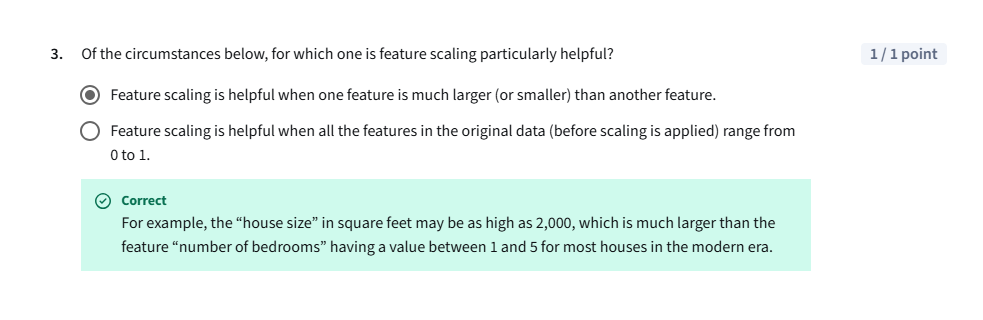 3. Of the circumstances below, for which one is feature scaling particularly helpful?
1 / 1 point
Feature scaling is helpful when one feature is much larger (or smaller) than another feature.
Feature scaling is helpful when all the features in the original data (before scaling is applied) range from
0 to 1.
Correct
For example, the “house size” in square feet may be as high as 2,000, which is much larger than the
feature “number of bedrooms” having a value between 1 and 5 for most houses in the modern era.